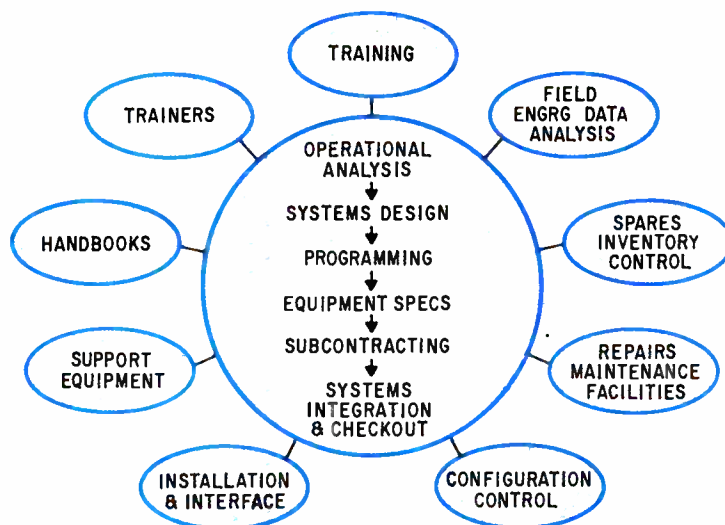 TRAINING
TRAINERS
FIELD
ENGRG DATA
ANALYSIS
HANDBOOKS
SPARES
INVENTORY
CONTROL
SUPPORT
EQUIPMENT
REPAIRS
MAINTENANCE
FACILITIES
INSTALLATION
& INTERFACE
CONFIGURATION
CONTROL
OPERATIONAL
ANALYSIS
SYSTEMS DESIGN
PROGRAMMING
EQUIPMENT SPECS
SUBCONTRACTING
SYSTEMS
INTEGRATION
& CHECKOUT